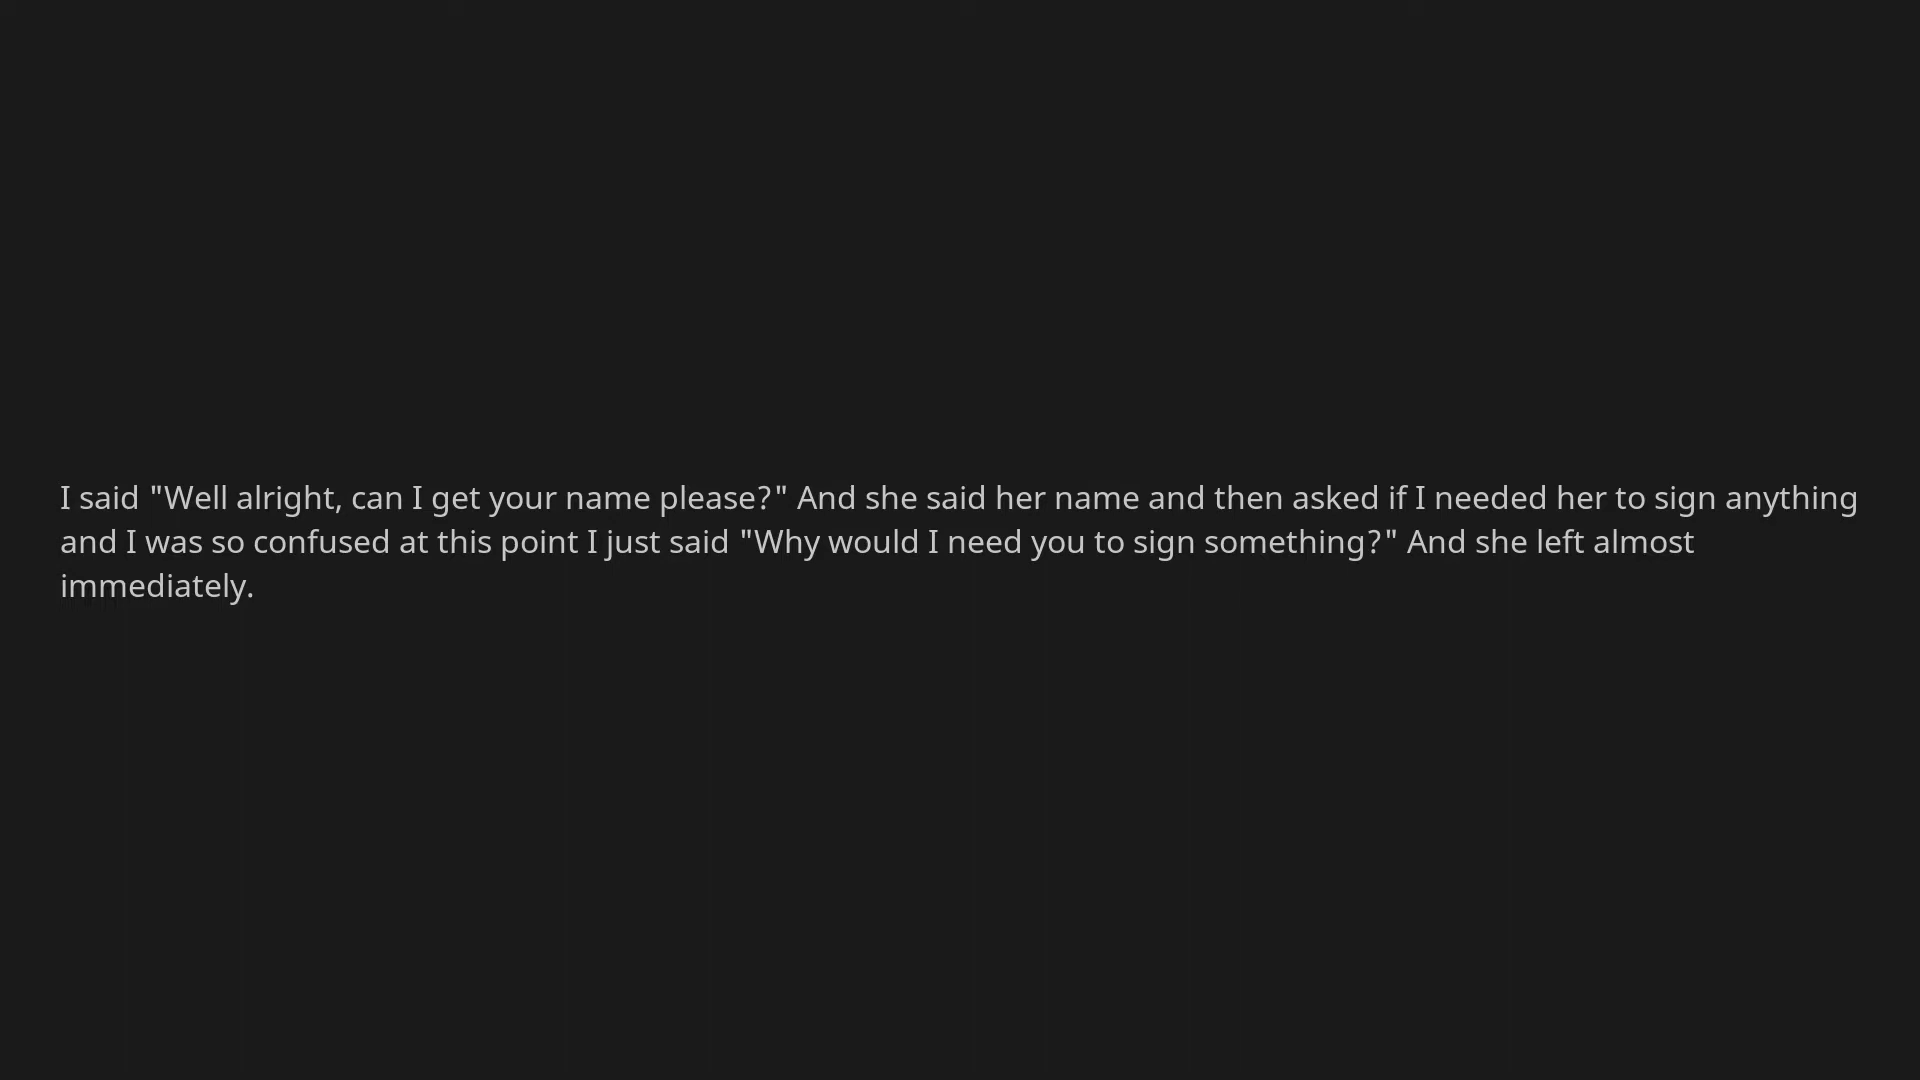 I said "Well alright, can I get your name please?" And she said her name and then asked if I needed her to sign anything
and I was so confused at this point I just said "Why would I need you to sign something?" And she left almost
immediately.